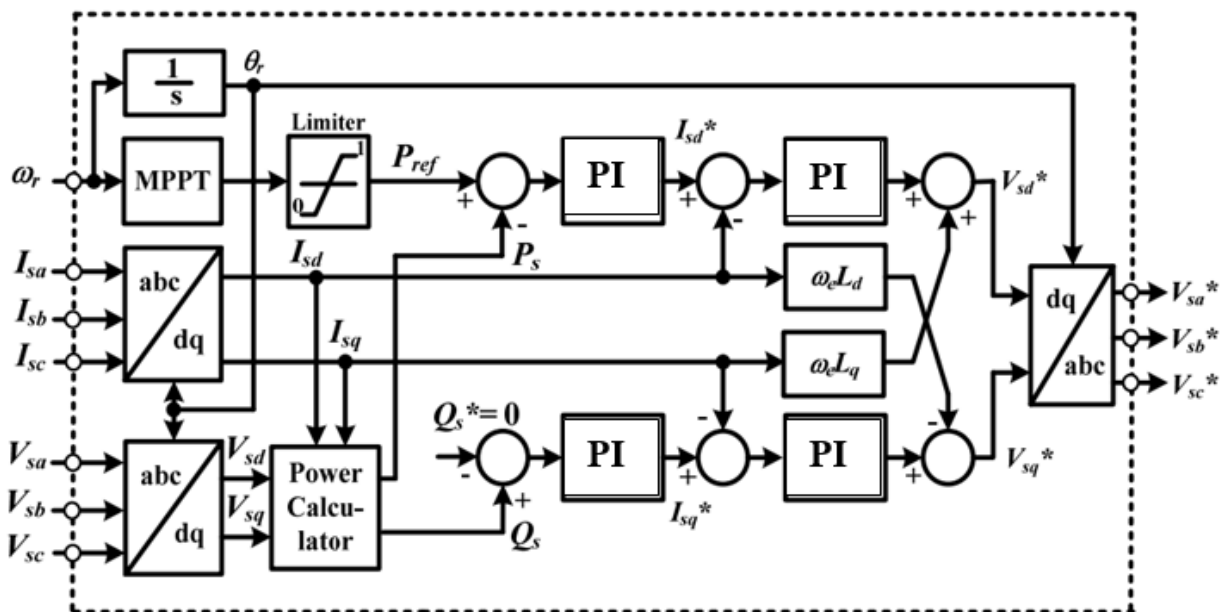 1
s
θr
ωr
MPPT
Limiter
1
0
Pref
+
-
Ps
PI
Isd*
+
-
PI
+
+
Vsd*
Isa
Isb
Isc
abc
dq
Isd
Isq
ωeLd
ωeLq
dq
abc
Vsa*
Vsb*
Vsc*
Vsa
Vsb
Vsc
abc
dq
Vsd
Vsq
Power
Calcu-
lator
Qs*= 0
-
+
Qs
PI
-
+
Isq*
PI
-
+
Vsq*